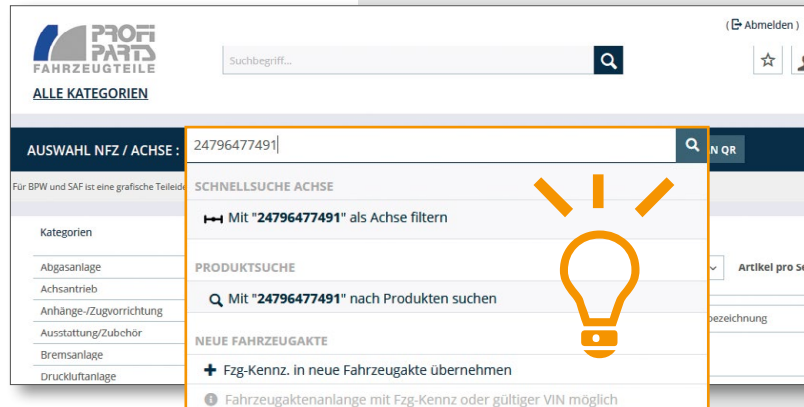 ( Abmelden )
PROFI
PARTS
FAHRZEUGTEILE
Suchbegriff...
ALLE KATEGORIEN
AUSWAHL NFZ / ACHSE :
24796477491
N QR
Für BPW und SAF ist eine grafische Teileide
SCHNELLSUCHE ACHSE
Mit "24796477491" als Achse filtern
Kategorien
Abgasanlage
PRODUKTSUCHE
Artikel pro Se
Achsantrieb
Mit "24796477491" nach Produkten suchen
Anhänge-/Zugvorrichtung
bezeichnung
Ausstattung/Zubehör
NEUE FAHRZEUGAKTE
Bremsanlage
+ Fzg-Kennz. in neue Fahrzeugakte übernehmen
Druckluftanlage
Fahrzeugaktenanlange mit Fzg-Kennz oder gültiger VIN möglich